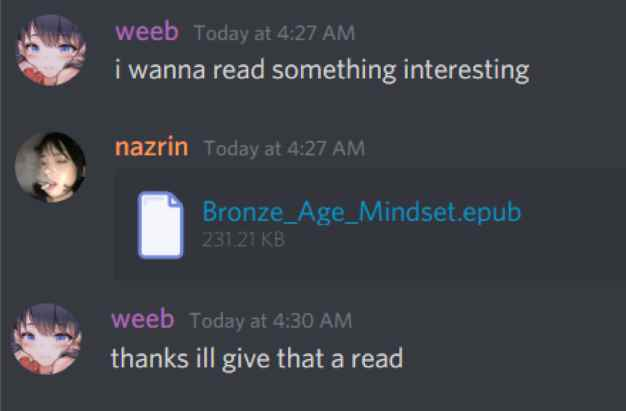 weeb Today at 4:27 AM
i wanna read something interesting
nazrin Today at 4:27 AM
Bronze_Age_Mindset.epub
231.21 KB
weeb Today at 4:30 AM
thanks ill give that a read